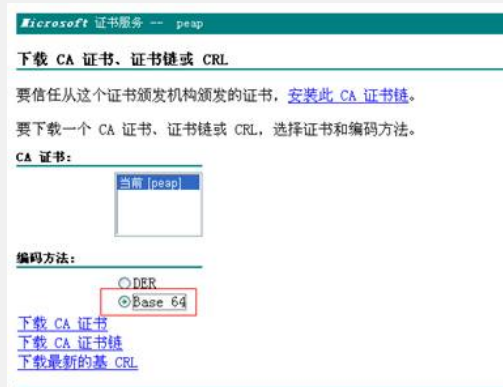 Microsoft 证书服务 -- peap
下载 CA 证书、证书链或 CRL
要信任从这个证书颁发机构颁发的证书，安装此 CA 证书链。
要下载一个 CA 证书、证书链或 CRL，选择证书和编码方法。
CA 证书:
当前 [peap]
编码方法:
DER
Base 64
下载 CA 证书
下载 CA 证书链
下载最新的基 CRL